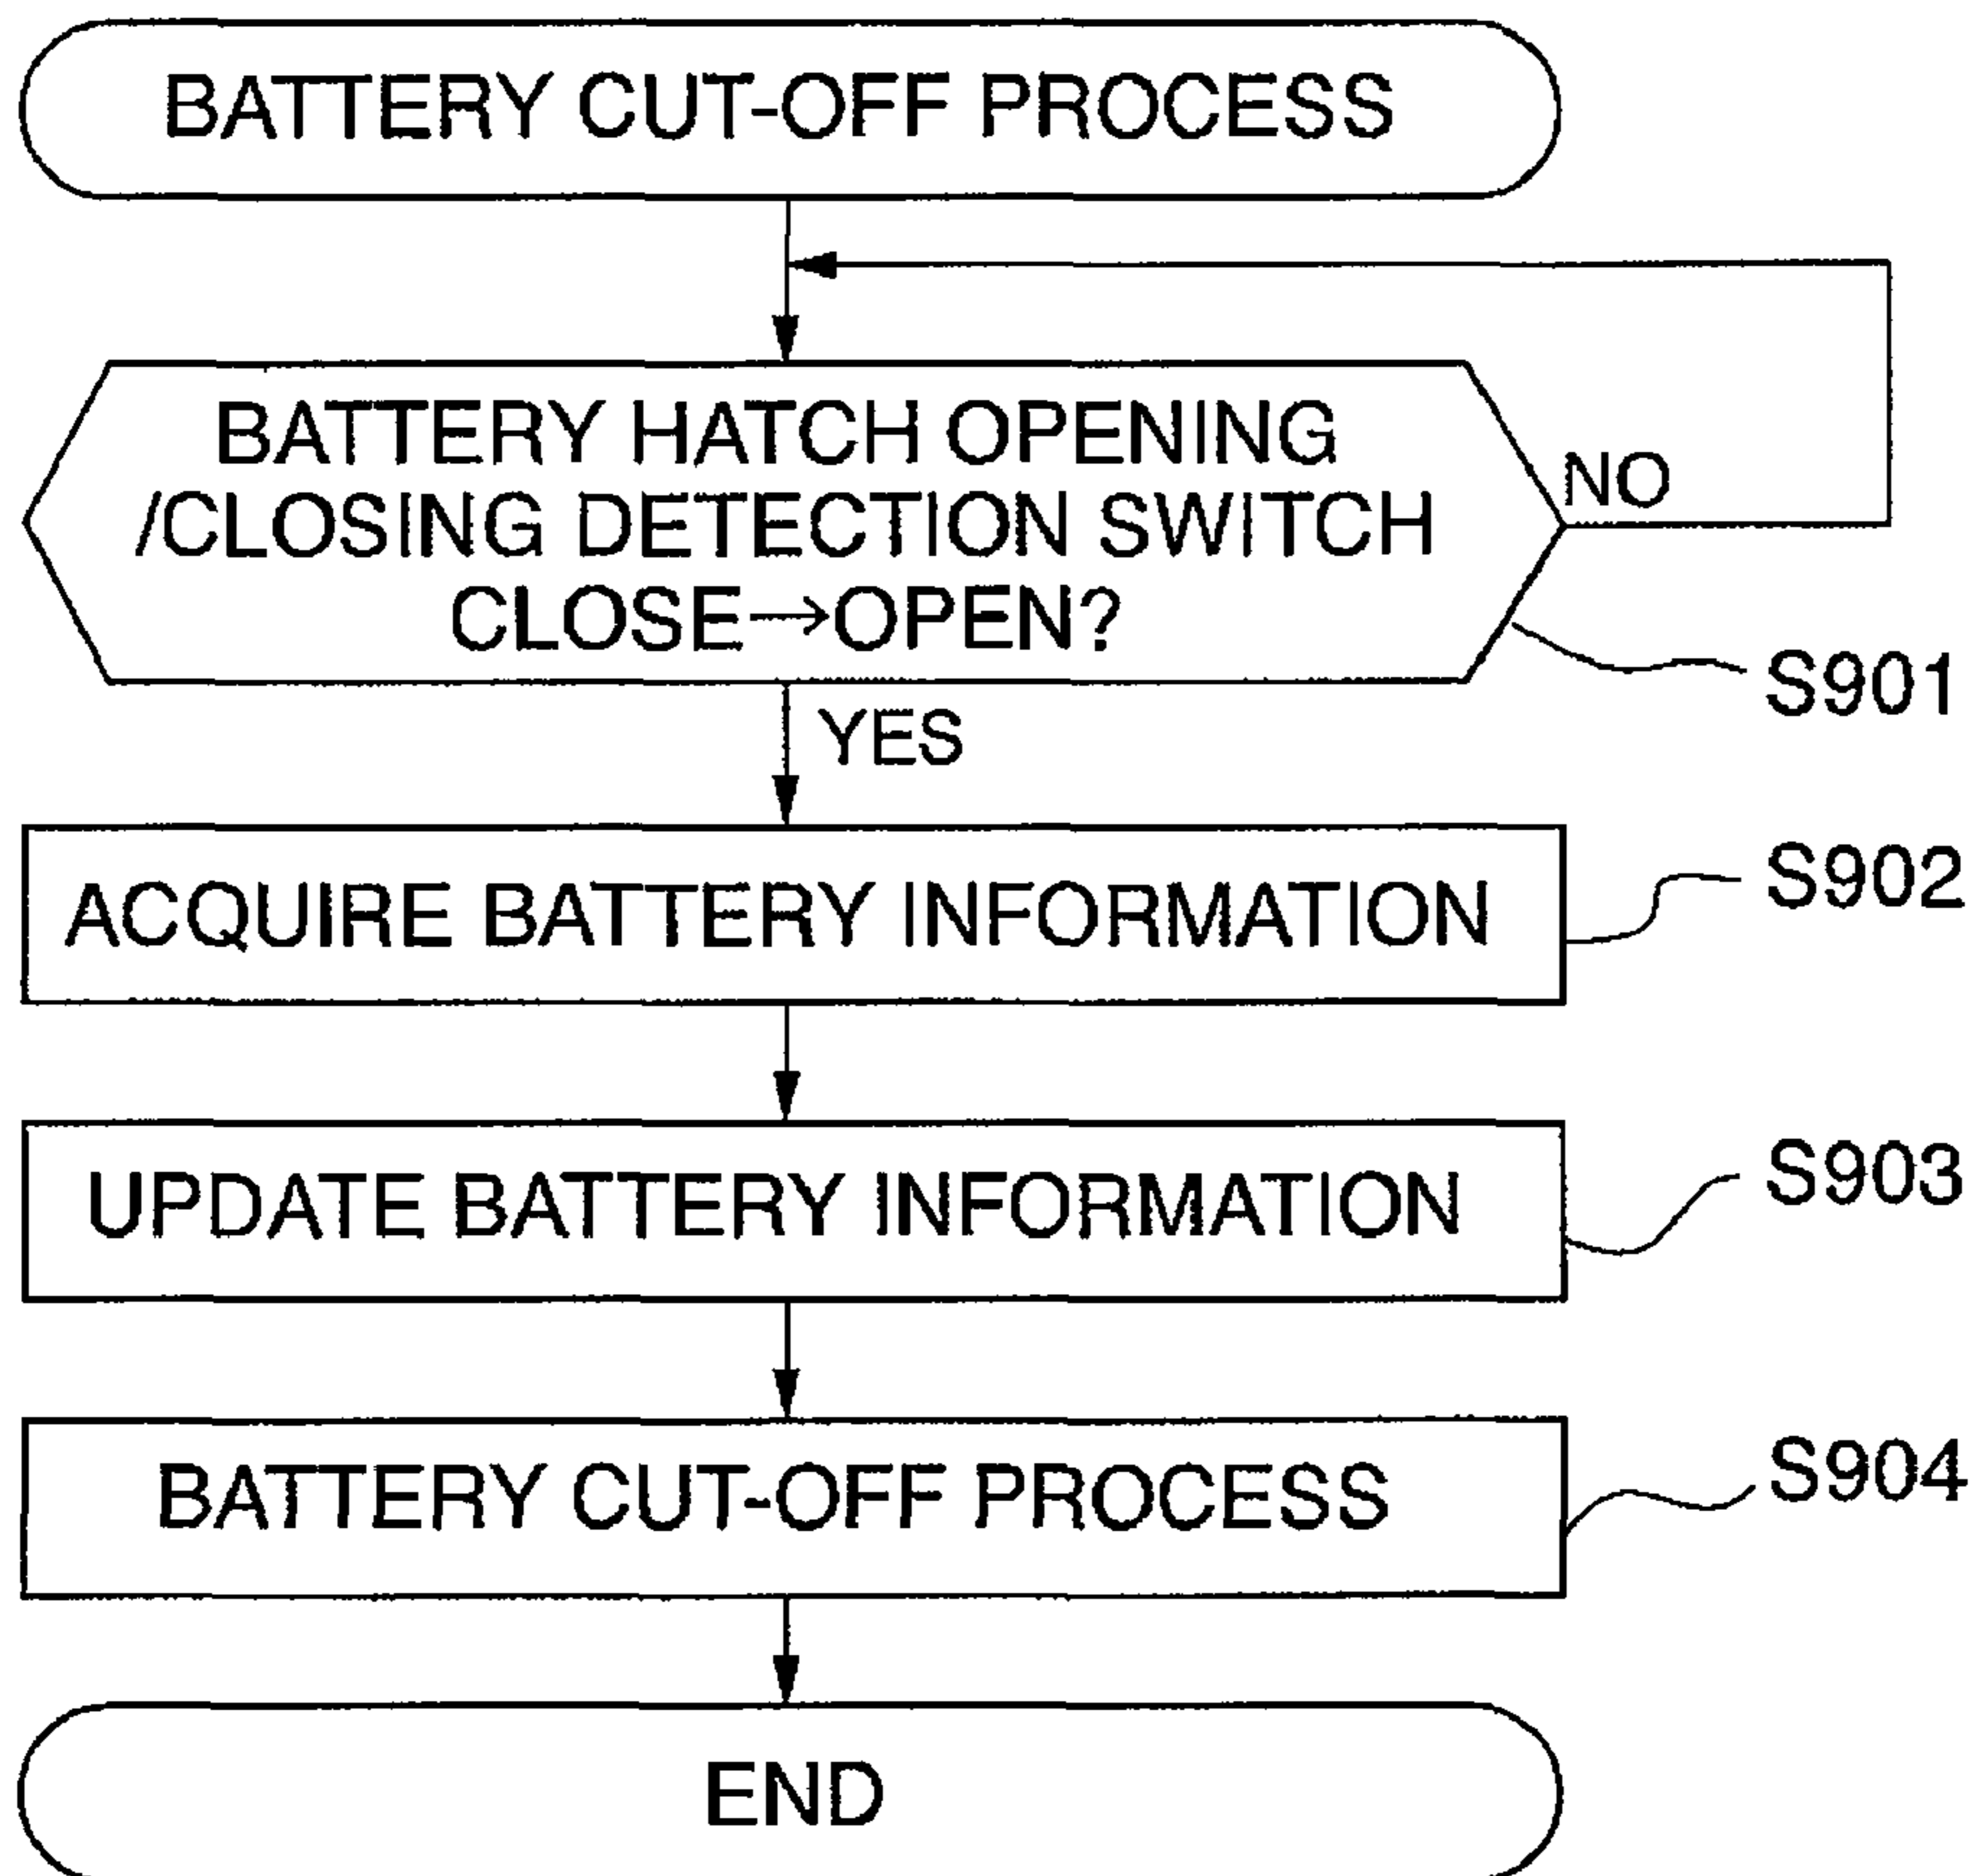 BATTERY CUT-OFF PROCESS
BATTERY HATCH OPENING
/CLOSING DETECTION SWITCH
CLOSE→OPEN?
NO
S901
YES
ACQUIRE BATTERY INFORMATION
S902
UPDATE BATTERY INFORMATION
S903
BATTERY CUT-OFF PROCESS
S904
END